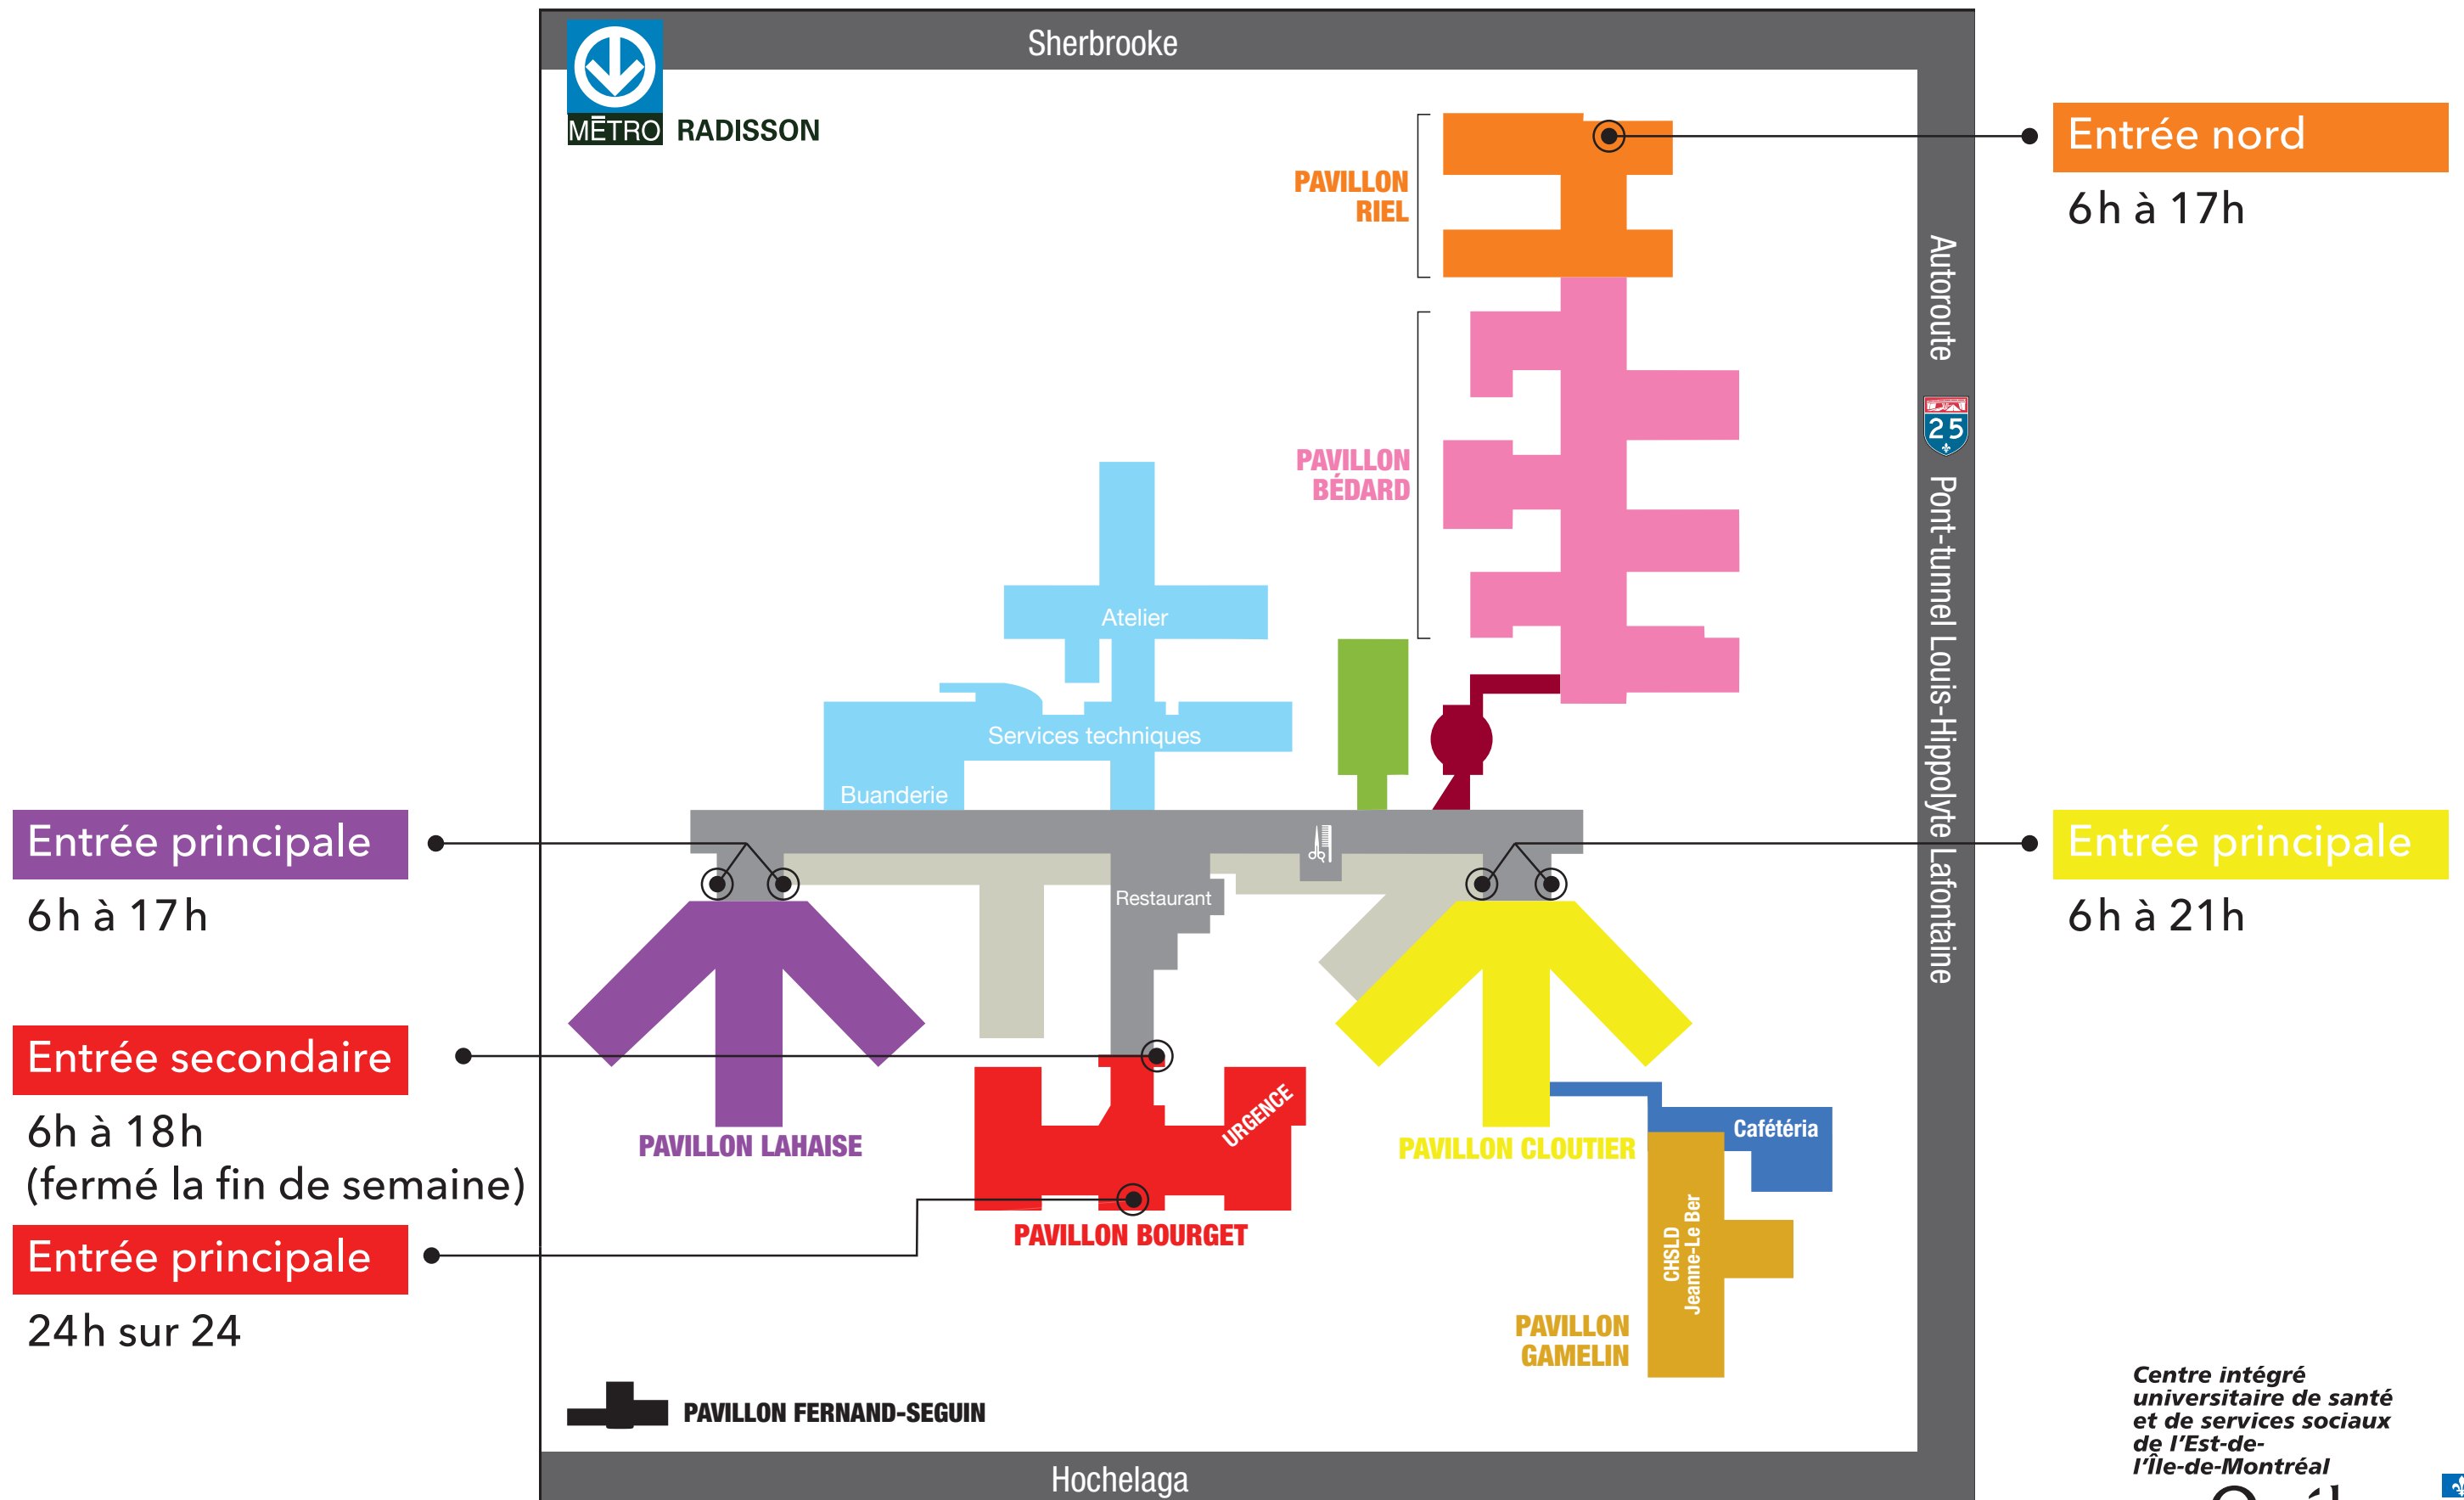 Sherbrooke
MĒTRO
RADISSON
Entrée nord
6h à 17h
PAVILLON
RIEL
Autoroute
25
Pont-tunnel Louis-Hippolyte Lafontaine
PAVILLON
BÉDARD
Atelier
Services techniques
Buanderie
Entrée principale
6h à 17h
Restaurant
Entrée principale
6h à 21h
Entrée secondaire
6h à 18h
(fermé la fin de semaine)
PAVILLON LAHAISE
URGENCE
PAVILLON CLOUTIER
Cafétéria
PAVILLON BOURGET
Entrée principale
24h sur 24
CHSLD
Jeanne-Le Ber
PAVILLON
GAMELIN
PAVILLON FERNAND-SEGUIN
Centre intégré
universitaire de santé
et de services sociaux
de l'Est-de-
l'Île-de-Montréal
Hochelaga